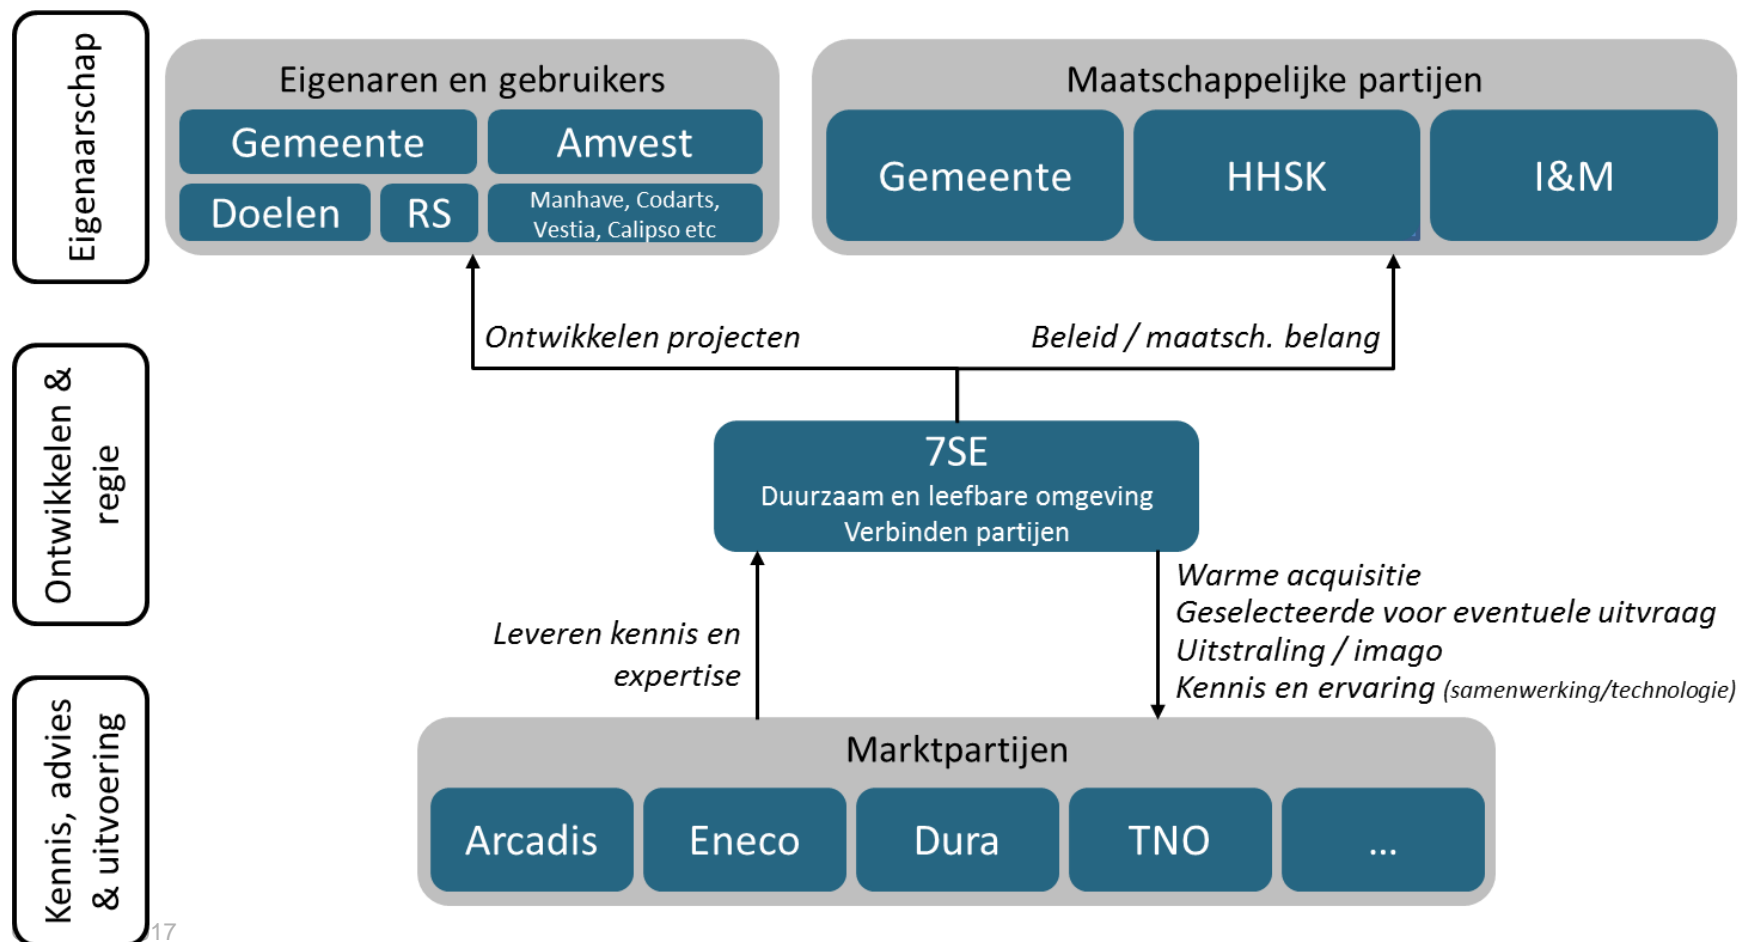 Eigenaarschap
Eigenaren en gebruikers
Gemeente
Amvest
Doelen
RS
Manhave, Codarts,
Vestia, Calipso etc
Maatschappelijke partijen
Gemeente
HHSK
I&M
Ontwikkelen projecten
Beleid / maatsch. belang
Ontwikkelen &
regie
7SE
Duurzaam en leefbare omgeving
Verbinden partijen
Leveren kennis en
expertise
Warme acquisitie
Geselecteerde voor eventuele uitvraag
Uitstraling / imago
Kennis en ervaring (samenwerking/technologie)
Kennis, advies
& uitvoering
Marktpartijen
Arcadis
Eneco
Dura
TNO
...
17